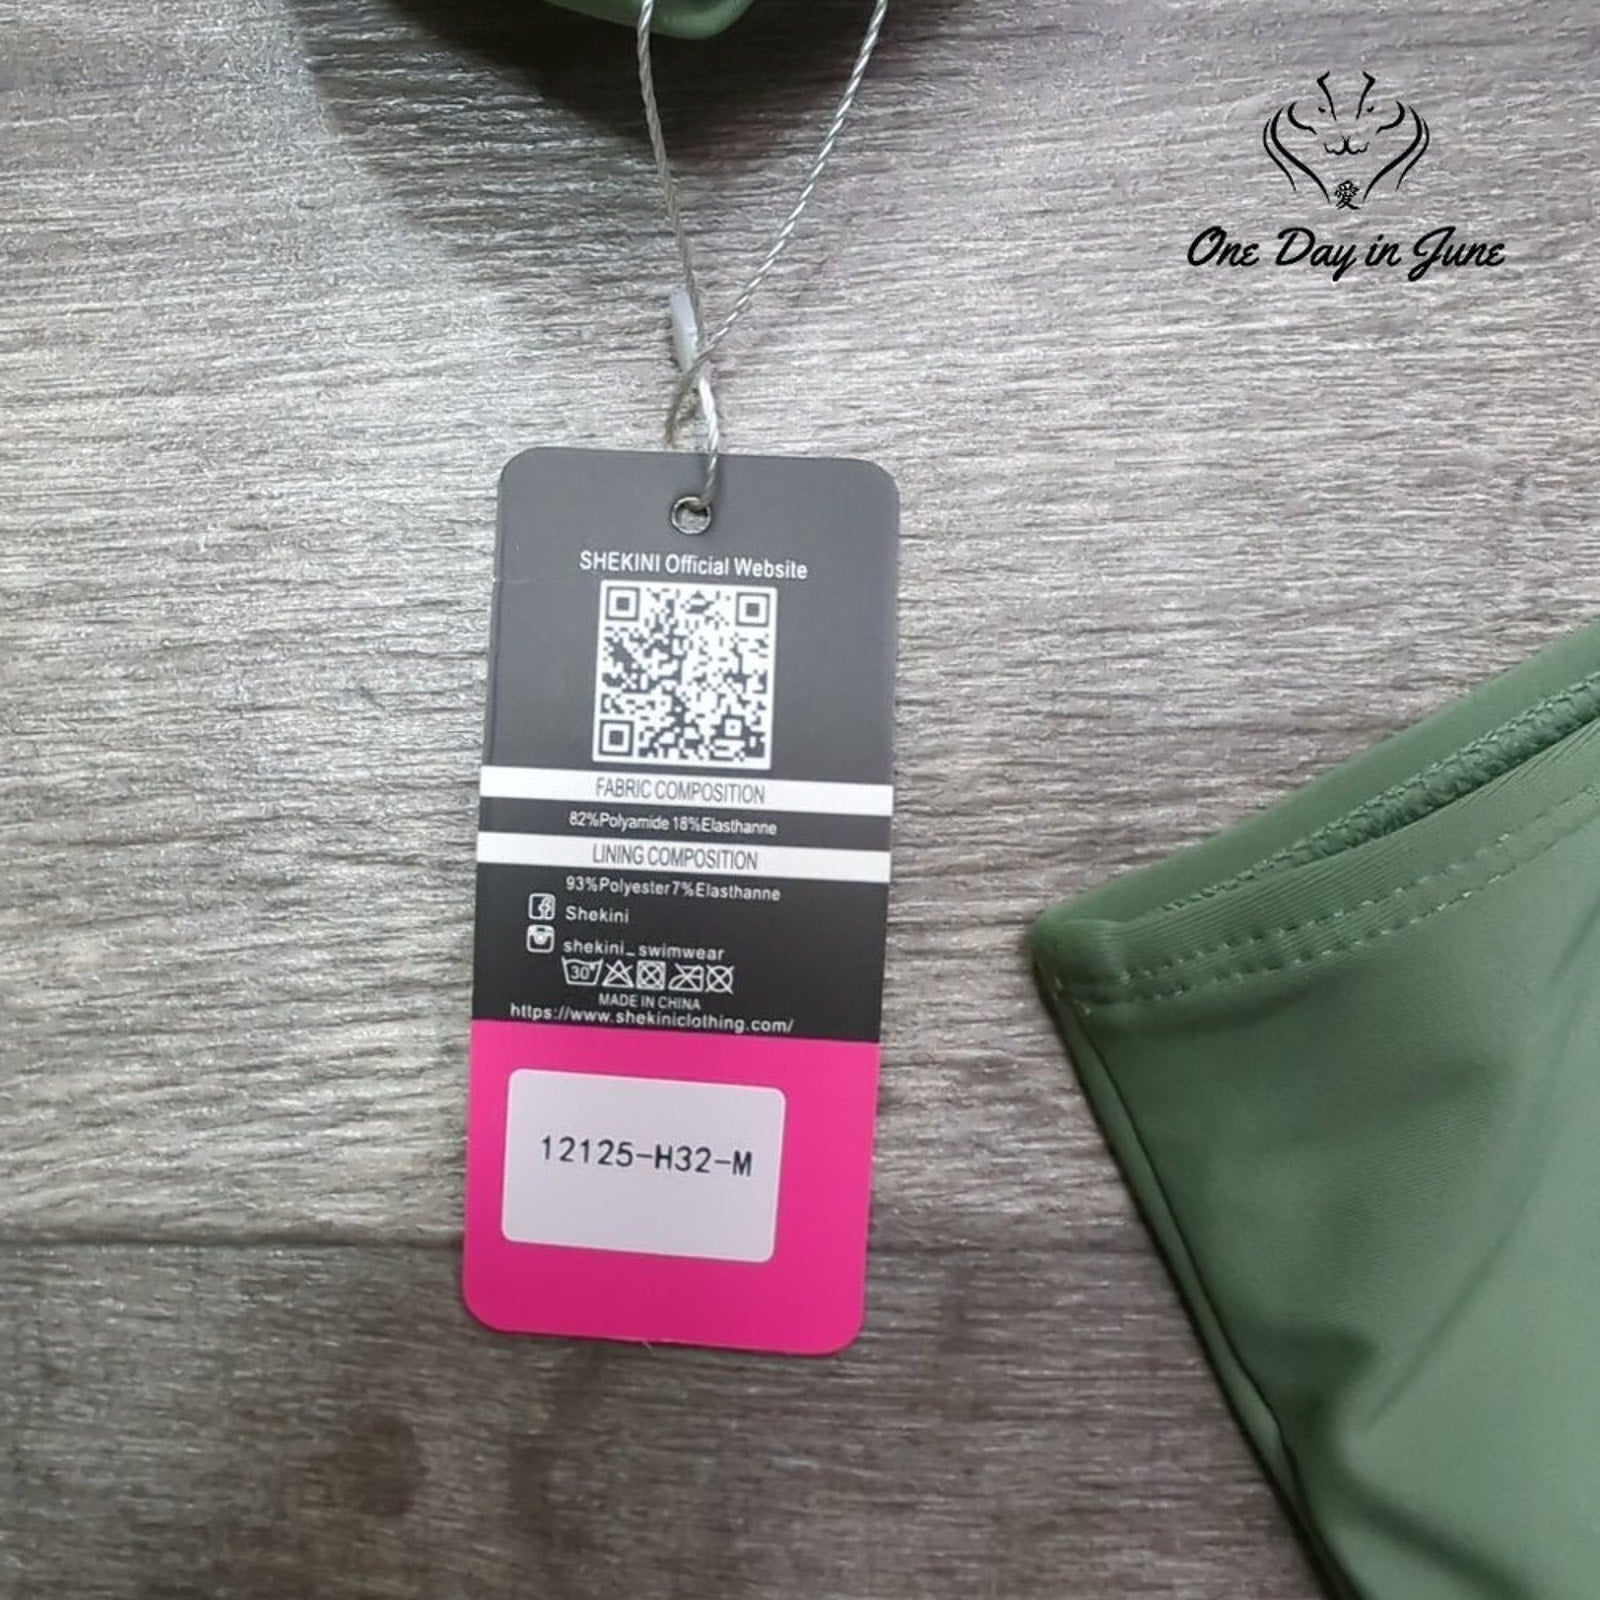 愛
One Day in June
SHEKINI Official Website
FABRIC COMPOSITION
82%Polyamide 18%Elasthanne
LINING COMPOSITION
93%Polyester7%Elasthanne
Shekini
shekini_swimwear
30°
MADE IN CHINA
https://www.shekiniclothing.com/
12125-H32-M